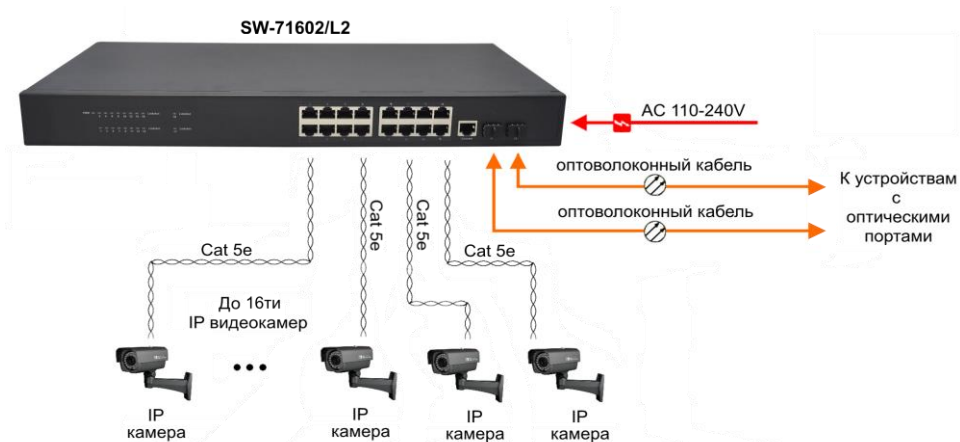 SW-71602/L2
AC 110-240V
оптоволоконный кабель
оптоволоконный кабель
К устройствам
с
оптическими
портами
Cat 5e
Cat 5e
Cat 5e
Cat 5e
До 16ти
IP видеокамер
IP
камера
IP
камера
IP
камера
IP
камера